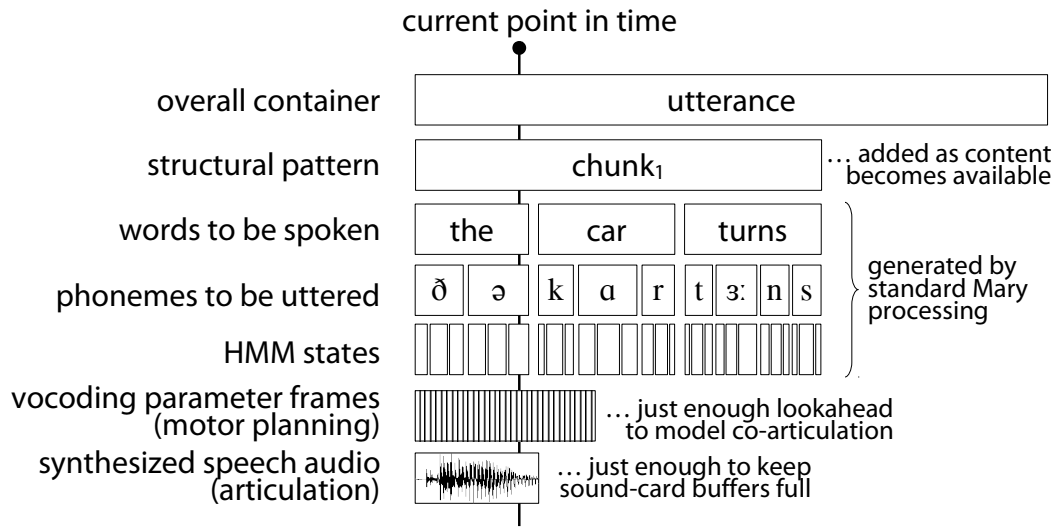 current point in time
overall container
utterance
structural pattern
chunk₁
… added as content
becomes available
words to be spoken
the
car
turns
phonemes to be uttered
ð
ə
k
ɑ
r
t
ɜː
n
s
generated by
standard Mary
processing
HMM states
vocoding parameter frames
(motor planning)
… just enough lookahead
to model co-articulation
synthesized speech audio
(articulation)
… just enough to keep
sound-card buffers full